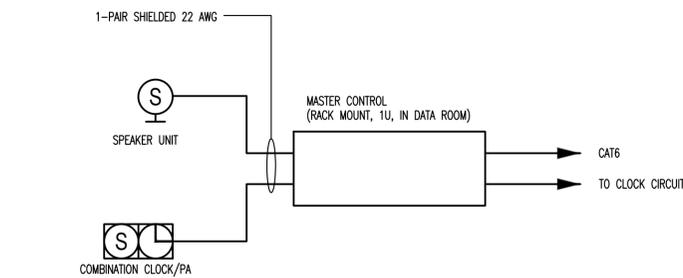 1-PAIR SHIELDED 22 AWG
S
SPEAKER UNIT
MASTER CONTROL
(RACK MOUNT, 1U, IN DATA ROOM)
CAT6
TO CLOCK CIRCUIT
S
COMBINATION CLOCK/PA